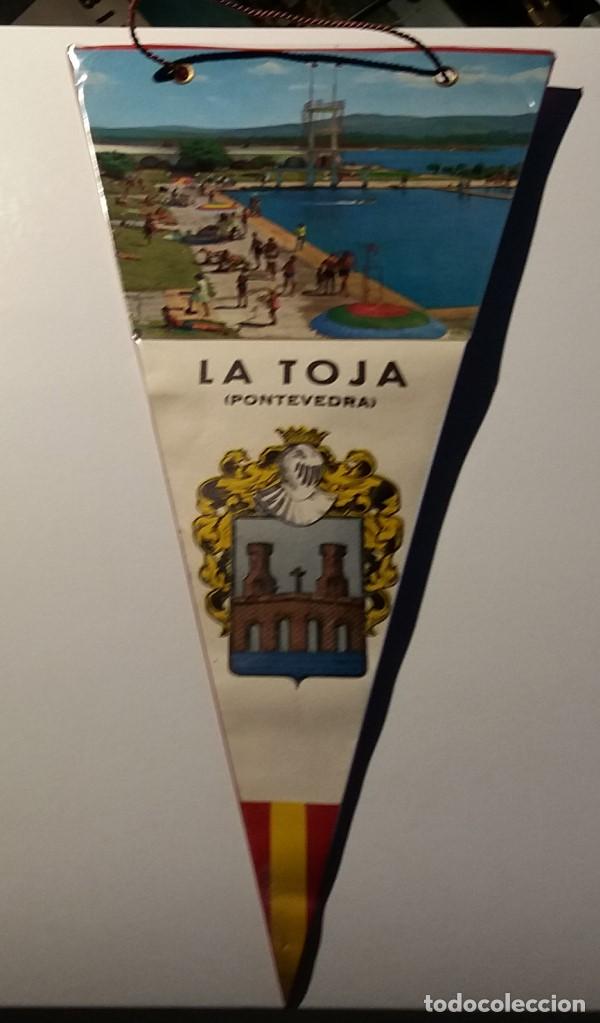 LA TOJA
(PONTEVEDRA)
todocoleccion